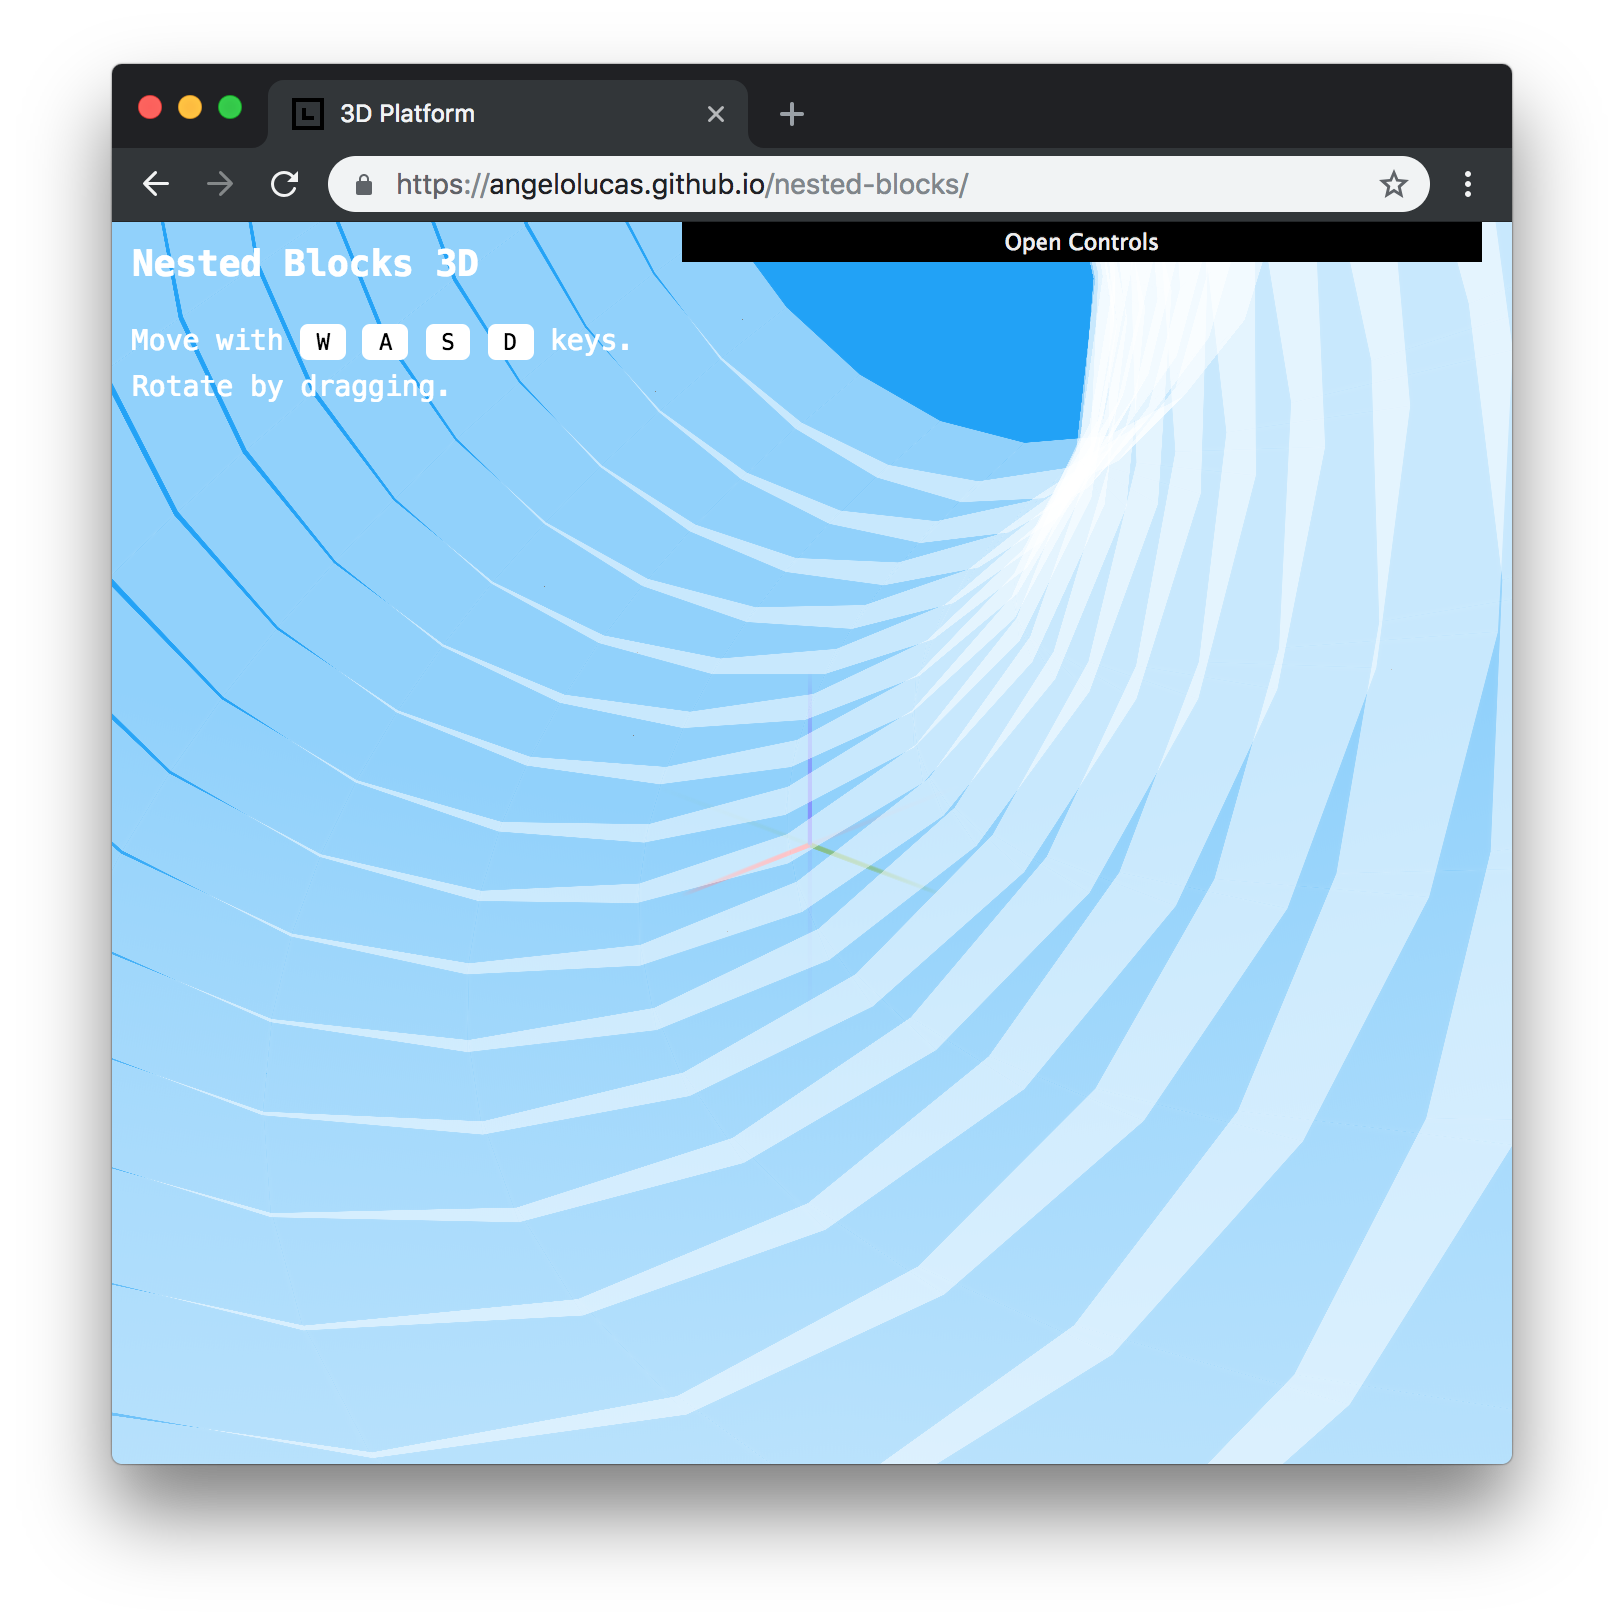 3D Platform
https://angelolucas.github.io/nested-blocks/
Open Controls
Nested Blocks 3D
Move with W A S D keys.
Rotate by dragging.